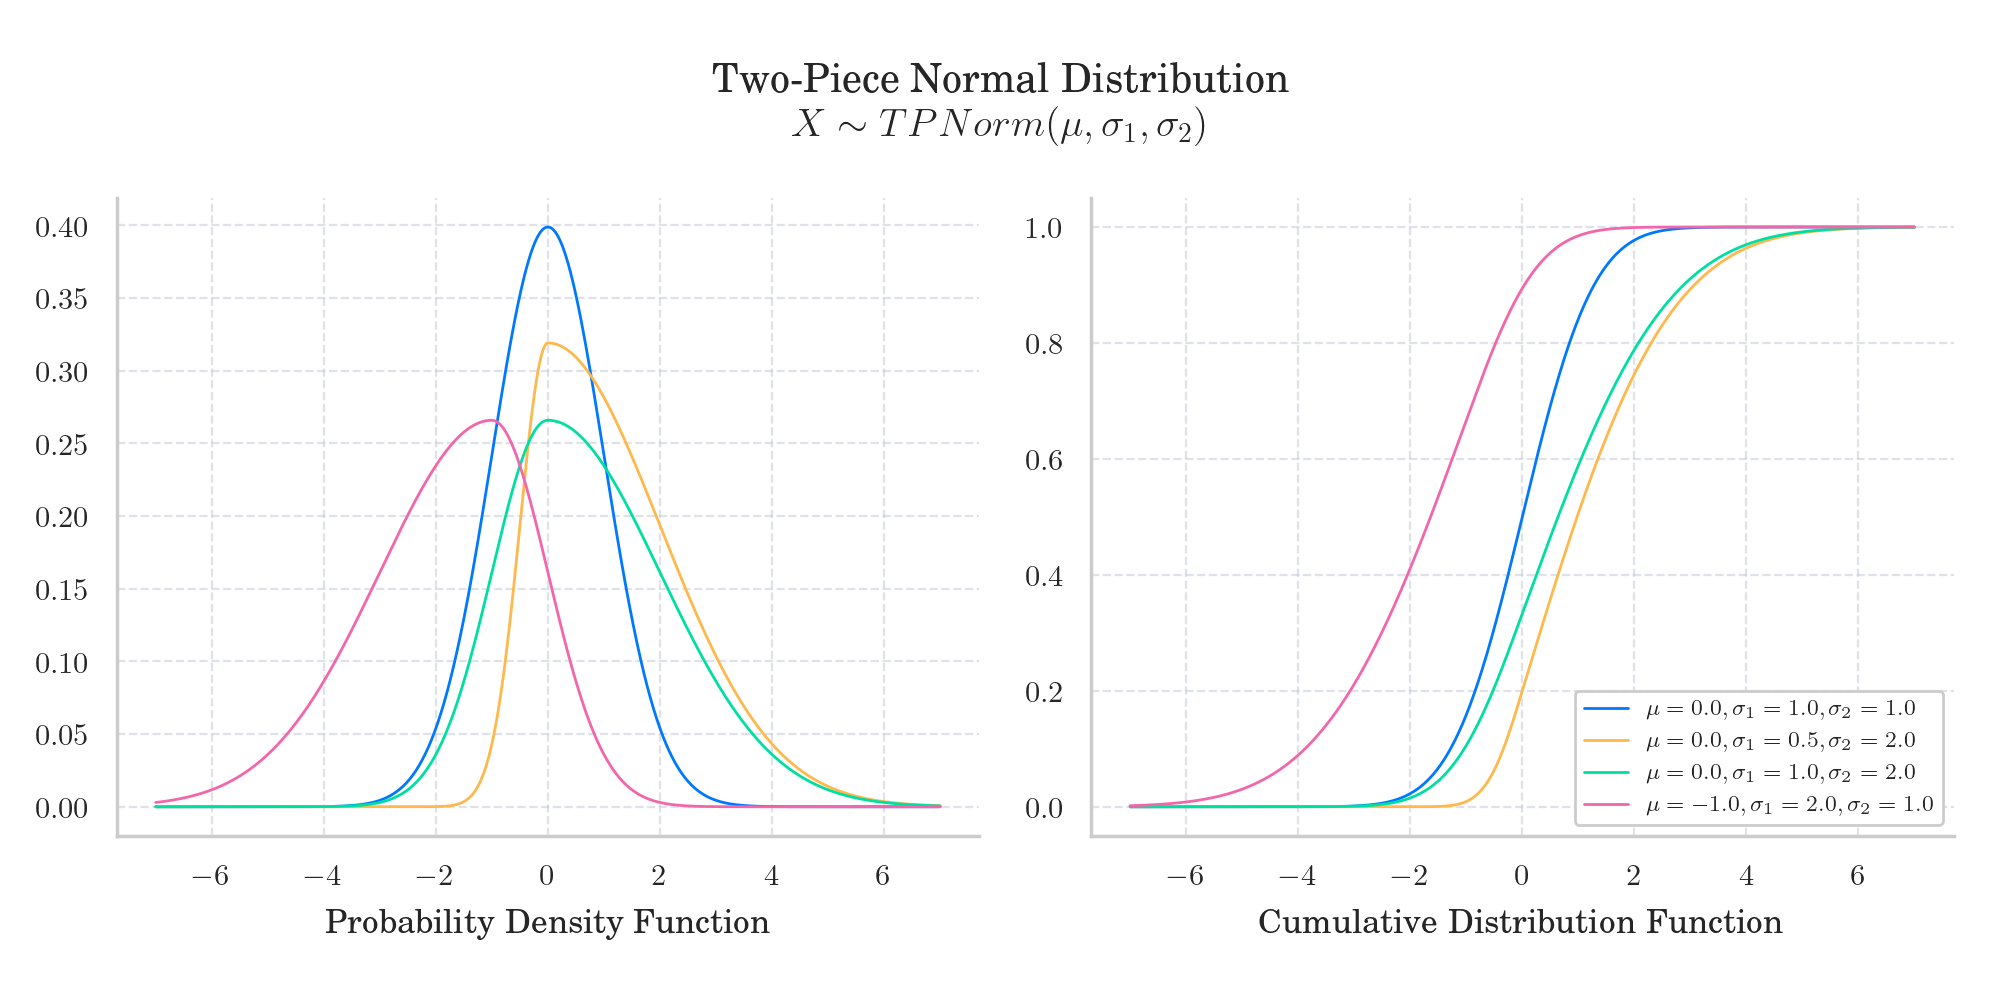 Two-Piece Normal Distribution
X ∼ TPNorm(μ, σ₁, σ₂)
0.40
0.35
0.30
0.25
0.20
0.15
0.10
0.05
0.00
−6 −4 −2 0 2 4 6
Probability Density Function
1.0
0.8
0.6
0.4
0.2
0.0
μ = 0.0, σ₁ = 1.0, σ₂ = 1.0
μ = 0.0, σ₁ = 0.5, σ₂ = 2.0
μ = 0.0, σ₁ = 1.0, σ₂ = 2.0
μ = −1.0, σ₁ = 2.0, σ₂ = 1.0
−6 −4 −2 0 2 4 6
Cumulative Distribution Function